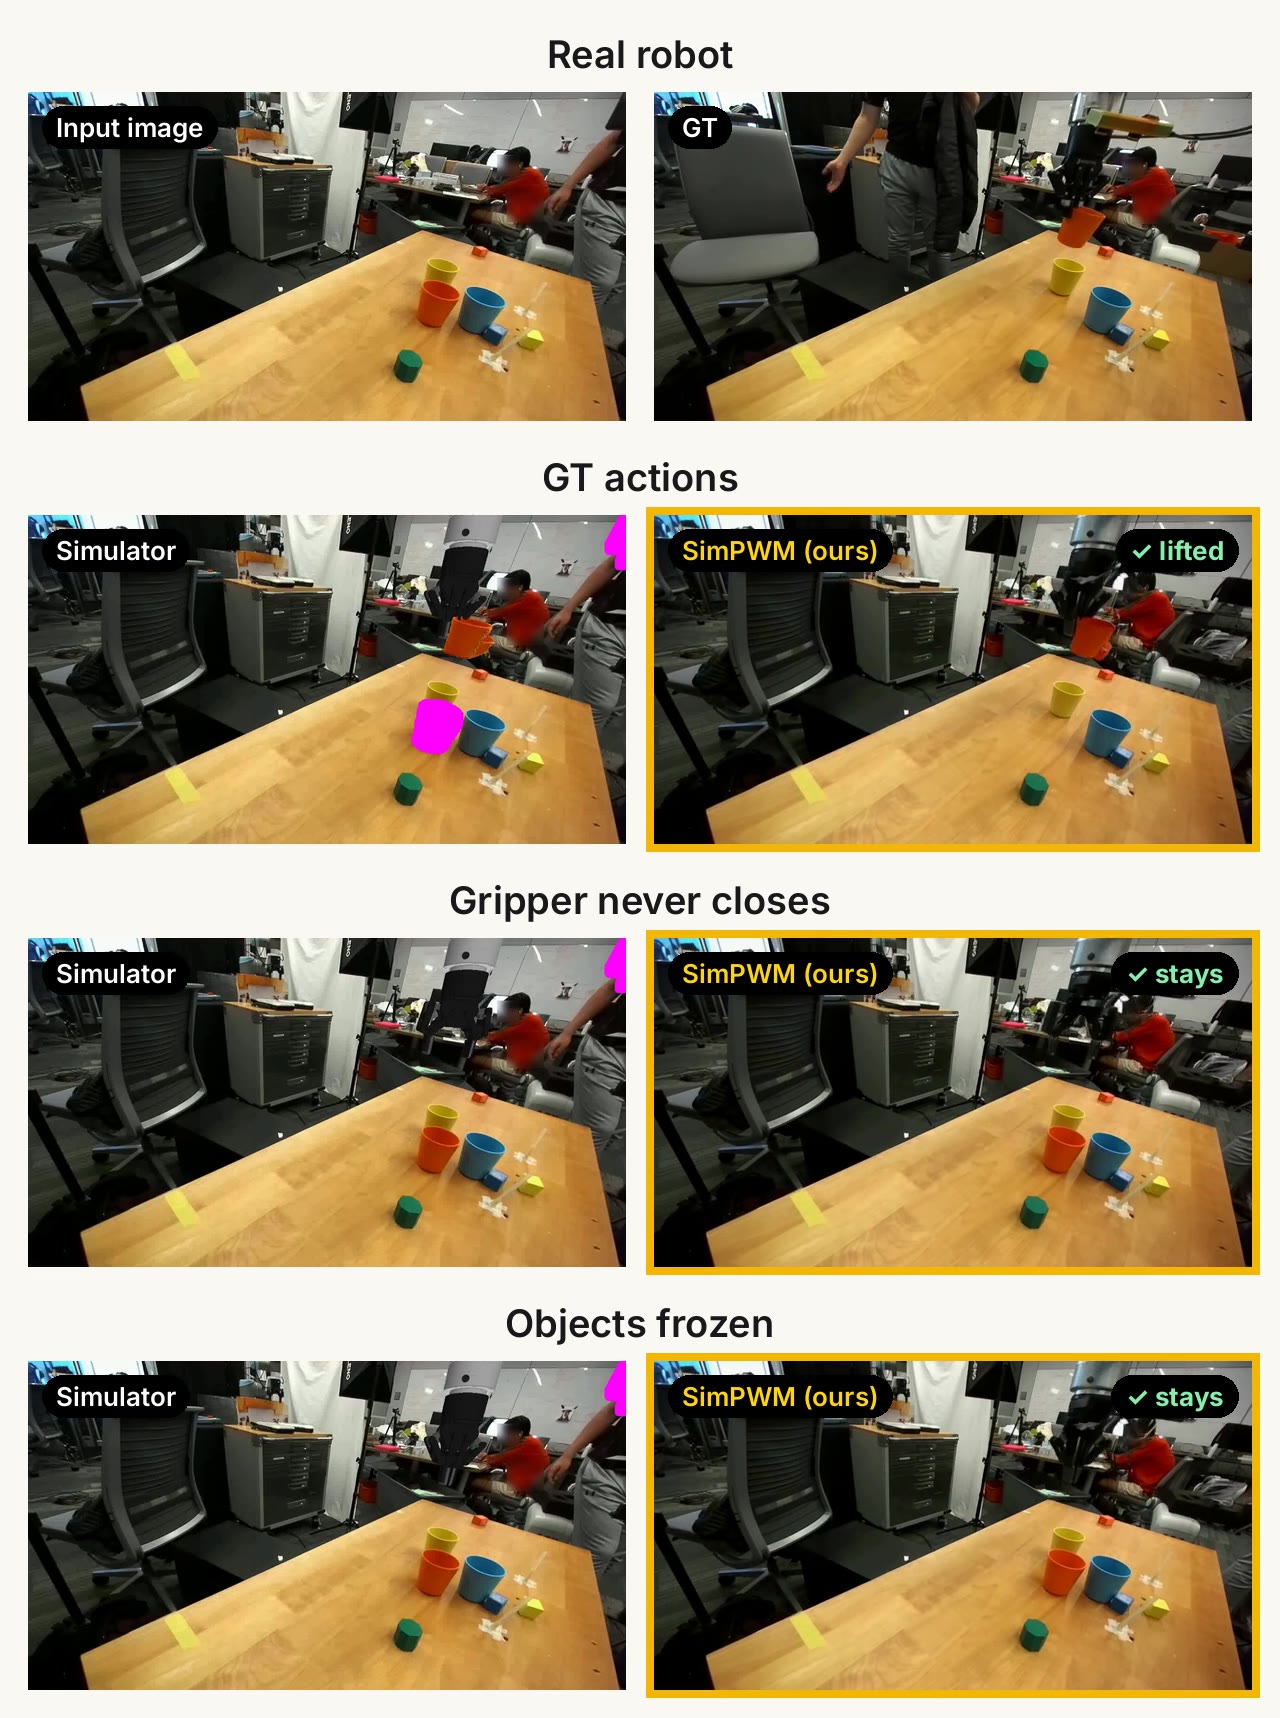 Real robot
Input image
GT
GT actions
Simulator
SimPWM (ours)
✓ lifted
Gripper never closes
Simulator
SimPWM (ours)
✓ stays
Objects frozen
Simulator
SimPWM (ours)
✓ stays